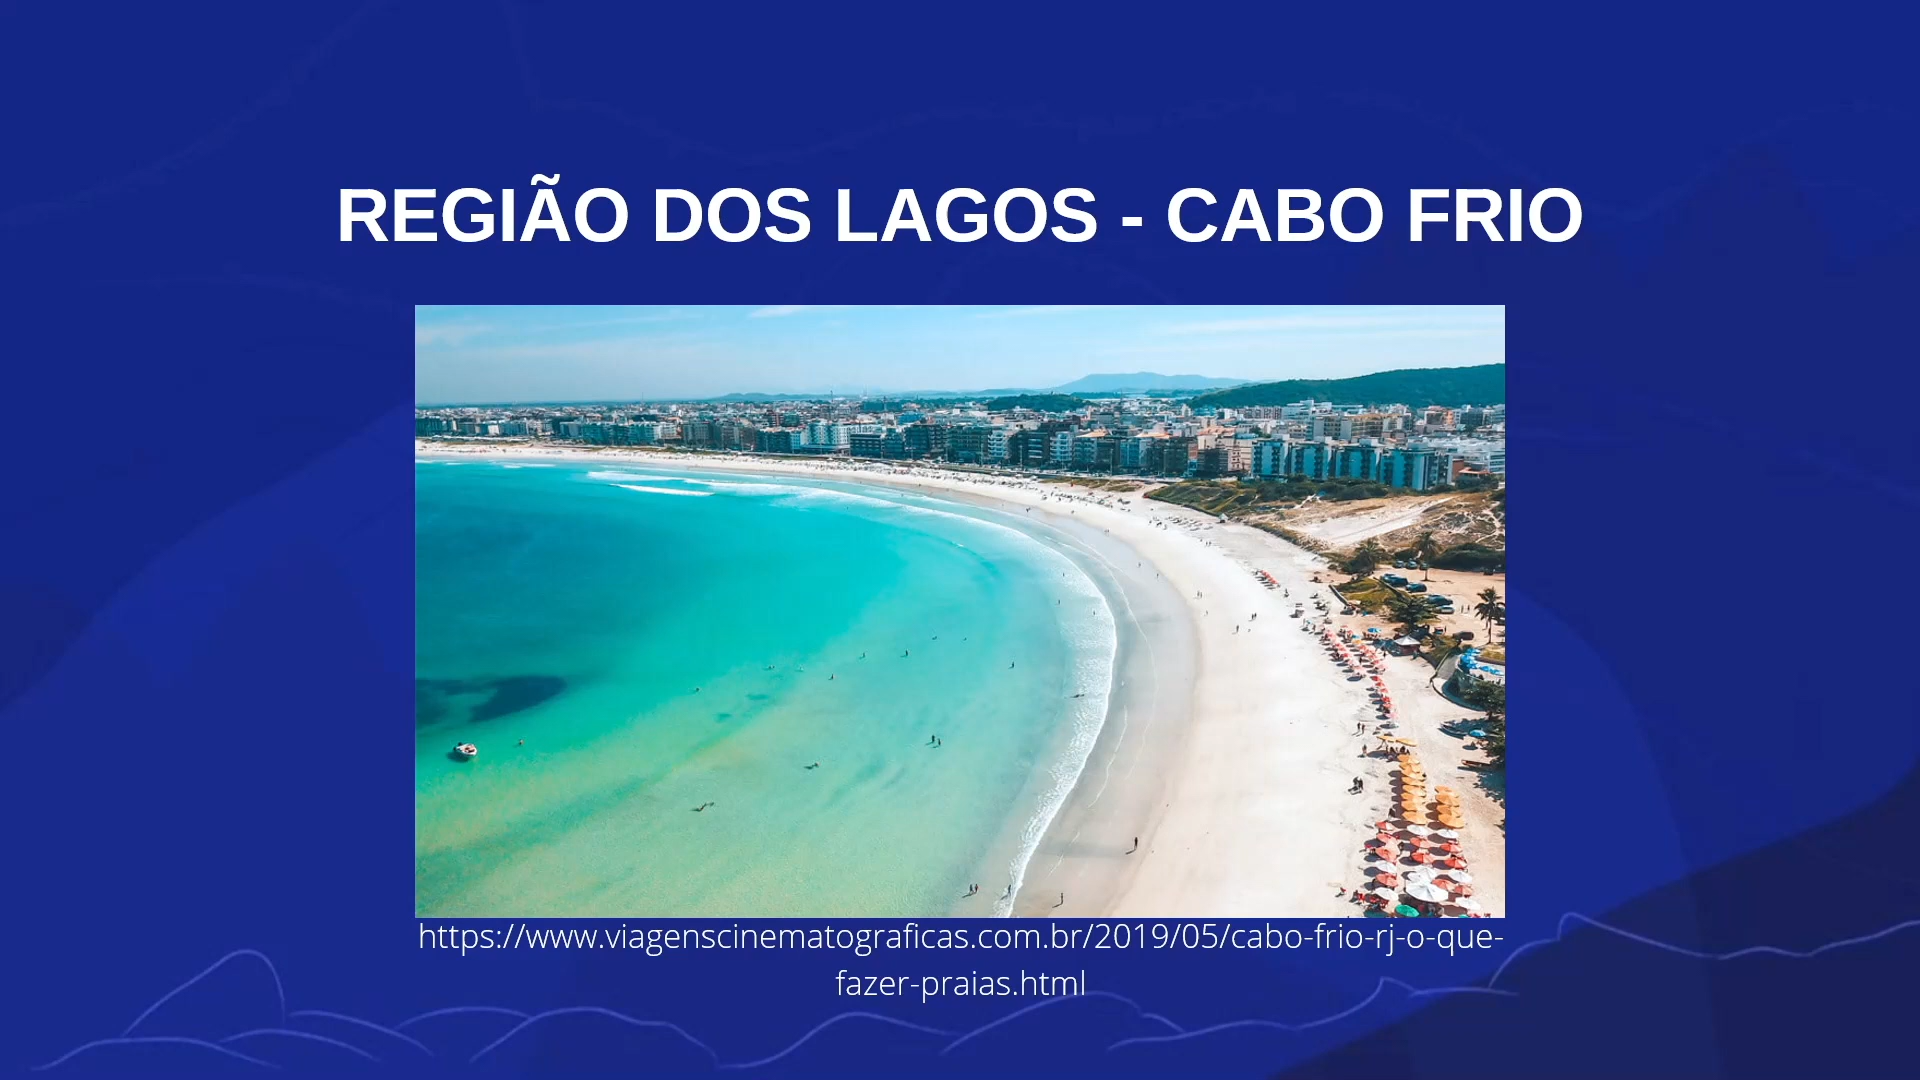 REGIÃO DOS LAGOS - CABO FRIO
https://www.viagenscinematograficas.com.br/2019/05/cabo-frio-rj-o-que-
fazer-praias.html